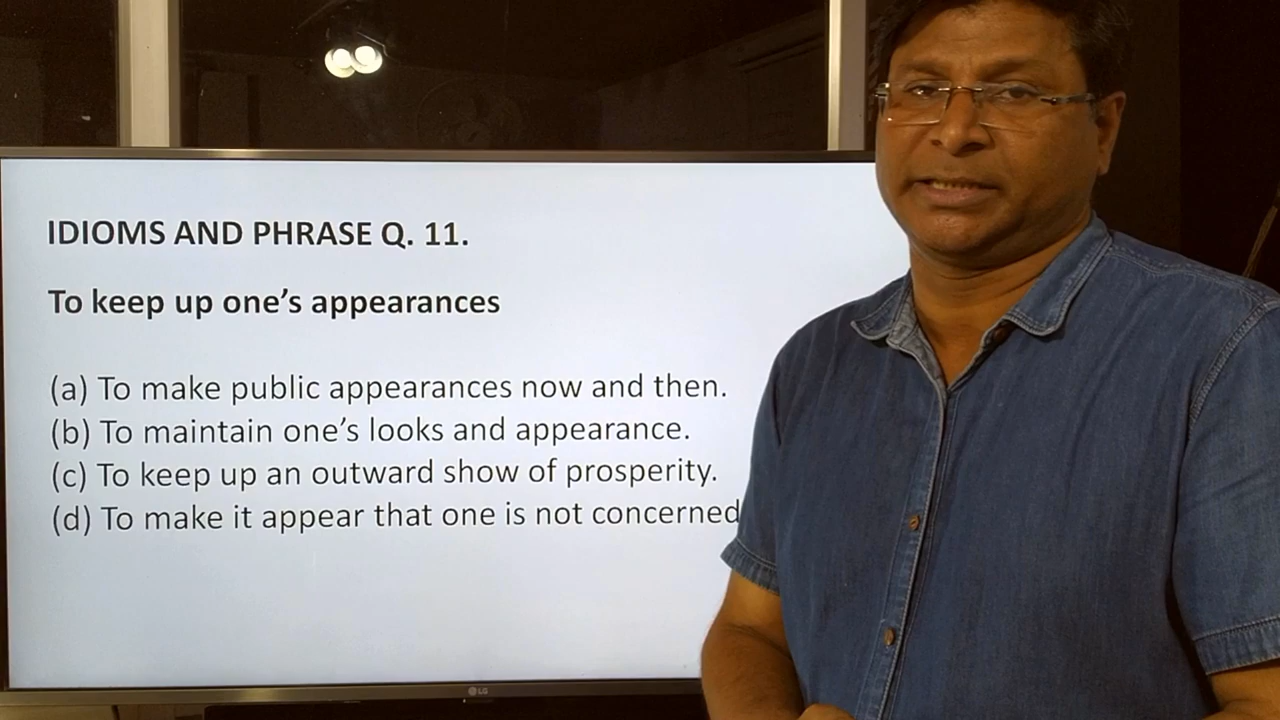 IDIOMS AND PHRASE Q. 11.
To keep up one’s appearances
(a) To make public appearances now and then.
(b) To maintain one’s looks and appearance.
(c) To keep up an outward show of prosperity.
(d) To make it appear that one is not concerned
LG